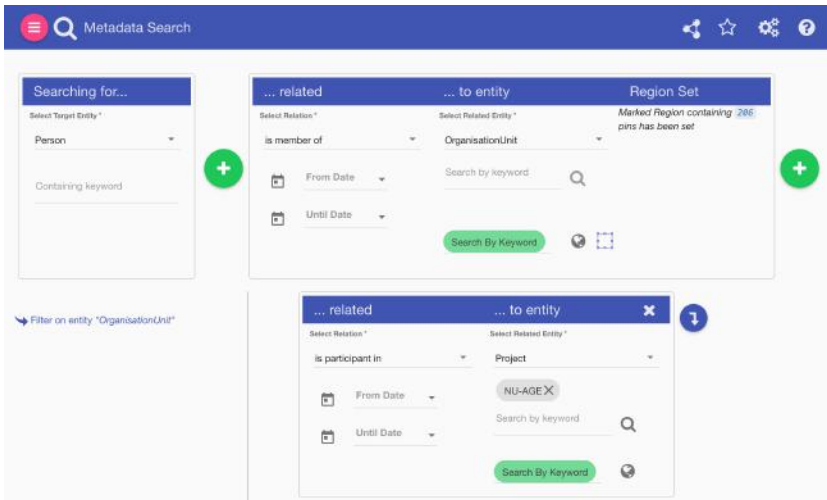 Metadata Search
Searching for...
Select Target Entity *
Person
Containing keyword
... related
... to entity
Region Set
Select Relation *
Select Related Entity *
Marked Region containing 206
pins has been set
is member of
OrganisationUnit
From Date
Search by keyword
Until Date
Search By Keyword
Filter on entity "OrganisationUnit"
... related
... to entity
Select Relation *
Select Related Entity *
is participant in
Project
NU-AGE
From Date
Search by keyword
Until Date
Search By Keyword